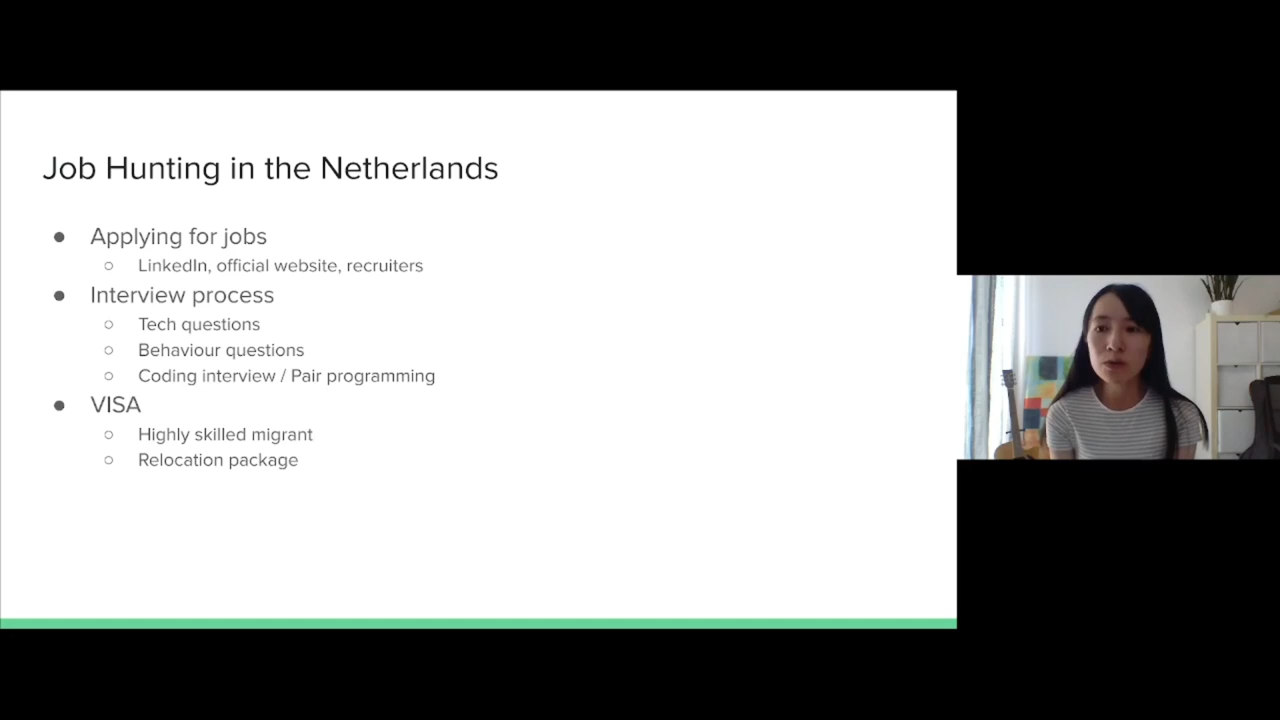 Job Hunting in the Netherlands
● Applying for jobs
○ LinkedIn, official website, recruiters
● Interview process
○ Tech questions
○ Behaviour questions
○ Coding interview / Pair programming
● VISA
○ Highly skilled migrant
○ Relocation package